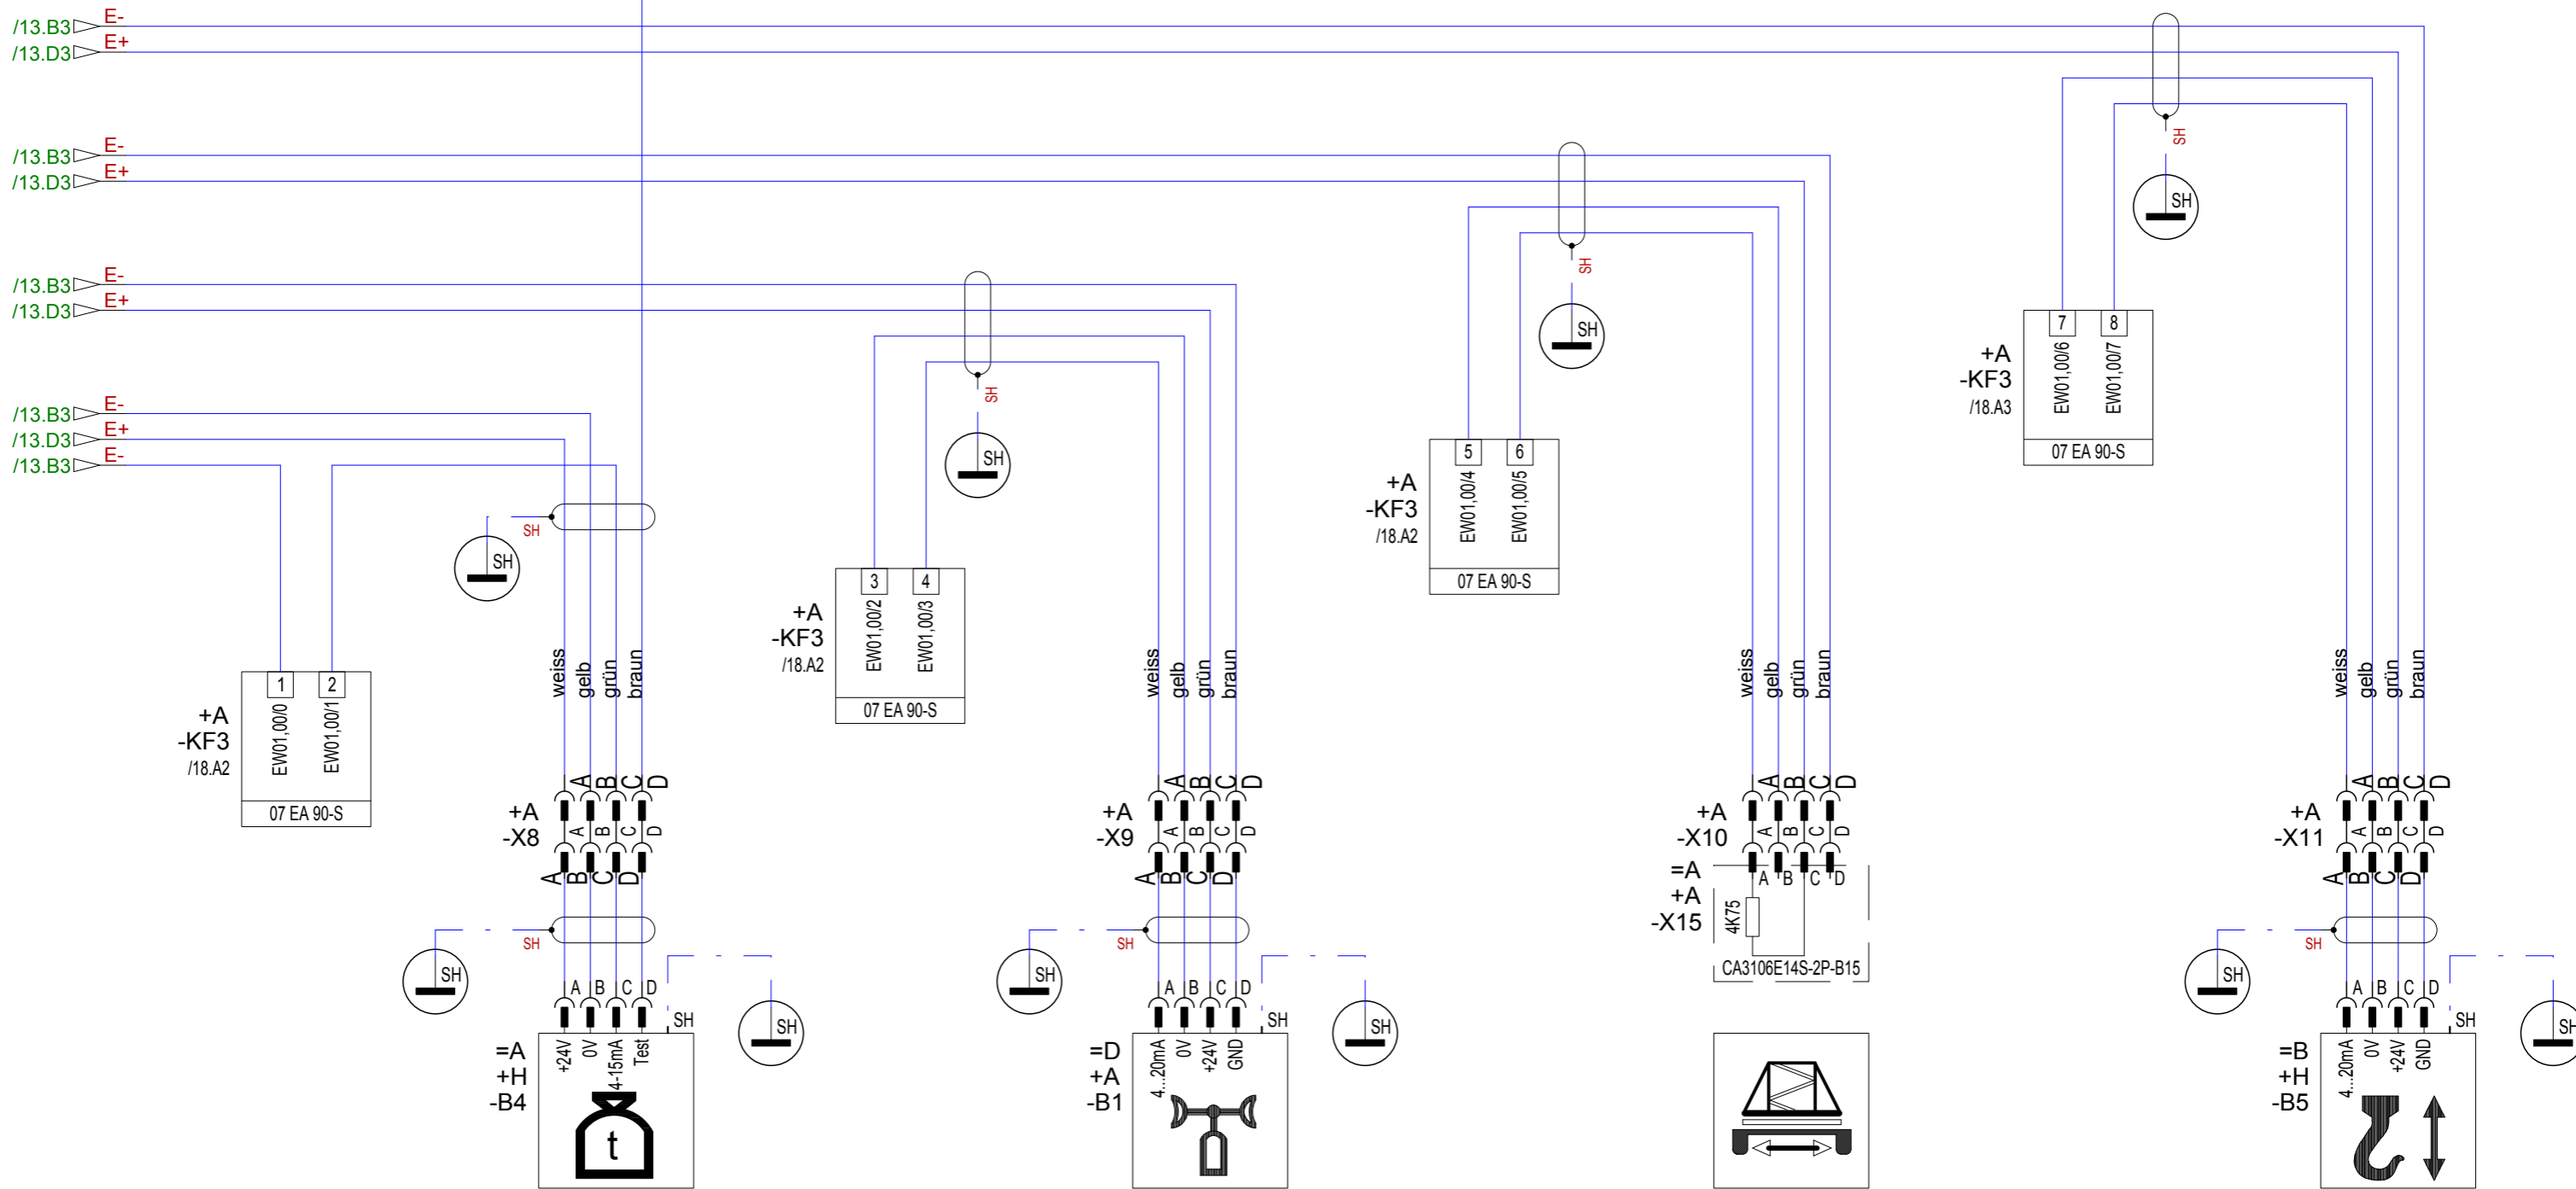 /13.B3 E-
/13.D3 E+
SH
SH
/13.B3 E-
/13.D3 E+
SH
SH
/13.B3 E-
/13.D3 E+
SH
SH
/13.B3 E-
/13.D3 E+
/13.B3 E-
SH
SH
+A
-KF3
/18.A3
7 8
EW01,00/6 EW01,00/7
07 EA 90-S
+A
-KF3
/18.A2
5 6
EW01,00/4 EW01,00/5
07 EA 90-S
+A
-KF3
/18.A2
3 4
EW01,00/2 EW01,00/3
07 EA 90-S
+A
-KF3
/18.A2
1 2
EW01,00/0 EW01,00/1
07 EA 90-S
weiss gelb grün braun
weiss gelb grün braun
weiss gelb grün braun
weiss gelb grün braun
A B C D
+A
-X8
A B C D
A B C D
A B C D
+A
-X9
A B C D
A B C D
A B C D
+A
-X10
A B C D
A B C D
+A
-X11
A B C D
A B C D
=A
+A
-X15
A B C D
4K75
CA3106E14S-2P-B15
SH
SH
A B C D
SH
SH
=A
+H
-B4
+24V 0V 4-15mA Test
t
SH
SH
A B C D
SH
SH
=D
+A
-B1
4...20mA 0V +24V GND
SH
SH
A B C D
SH
SH
=B
+H
-B5
4...20mA 0V +24V GND